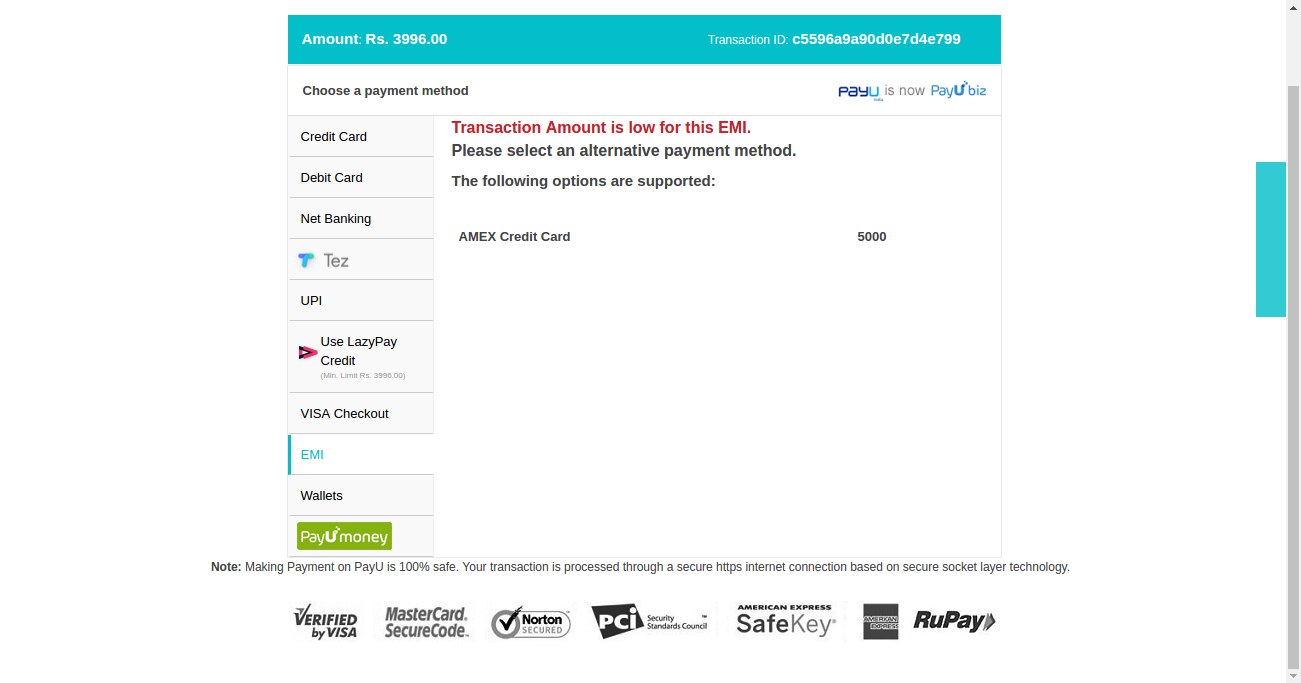 Amount: Rs. 3996.00
Transaction ID: c5596a9a90d0e7d4e799
Choose a payment method
PayU india is now PayU biz
Credit Card
Transaction Amount is low for this EMI.
Please select an alternative payment method.
Debit Card
The following options are supported:
Net Banking
AMEX Credit Card 5000
Tez
UPI
Use LazyPay
Credit
(Min. Limit Rs. 3996.00)
VISA Checkout
EMI
Wallets
PayUmoney
Note: Making Payment on PayU is 100% safe. Your transaction is processed through a secure https internet connection based on secure socket layer technology.
VERIFIED
by VISA
MasterCard.
SecureCode.
Norton
SECURED
PCI
Security
Standards Council
AMERICAN EXPRESS
SafeKey
AMERICAN
EXPRESS
RuPay